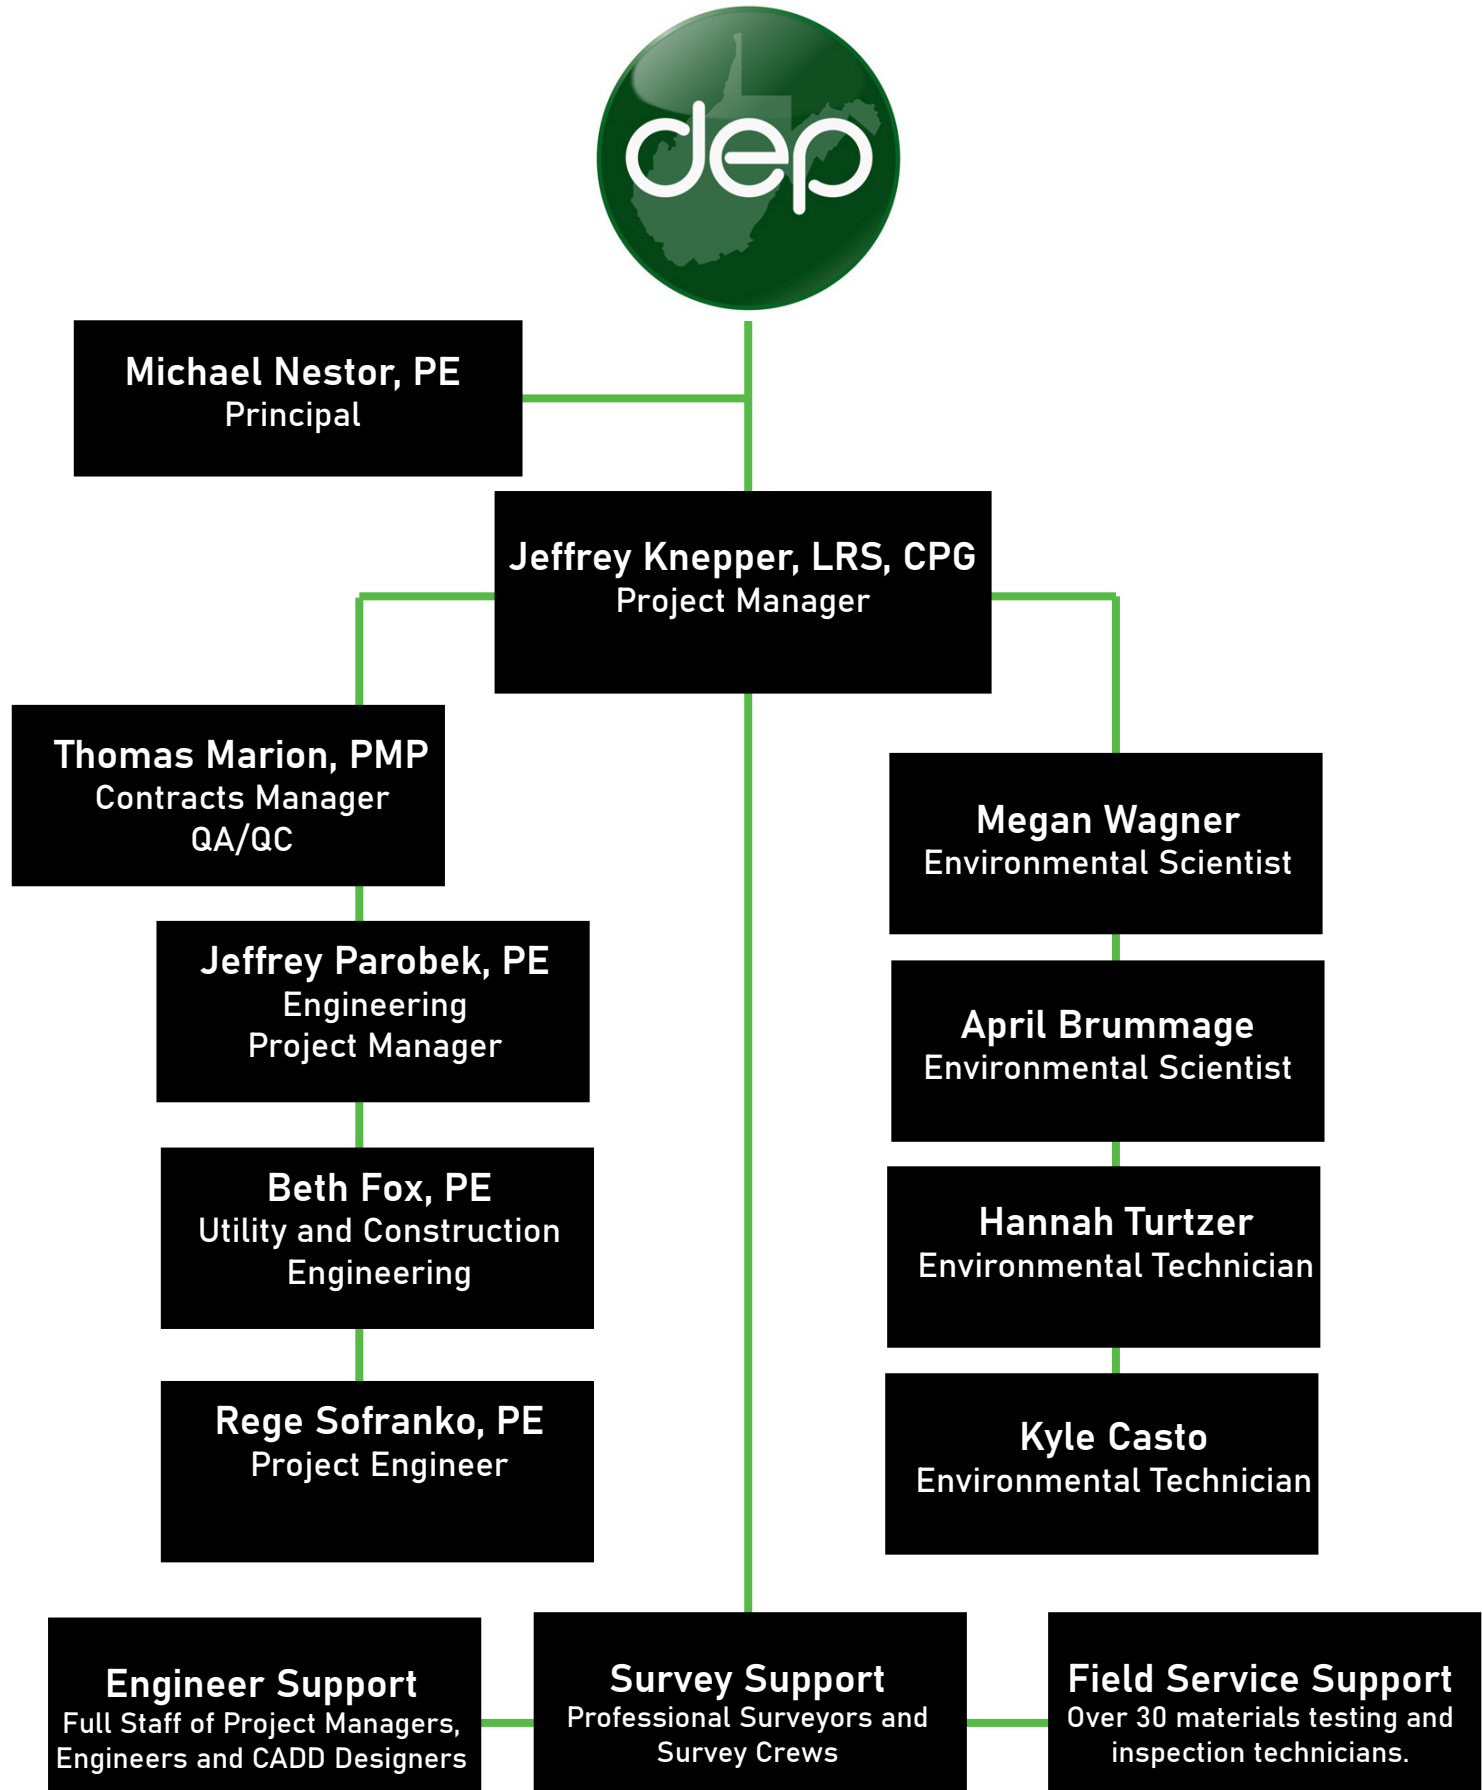 dep
Michael Nestor, PE
Principal
Jeffrey Knepper, LRS, CPG
Project Manager
Thomas Marion, PMP
Contracts Manager
QA/QC
Jeffrey Parobek, PE
Engineering
Project Manager
Beth Fox, PE
Utility and Construction
Engineering
Rege Sofranko, PE
Project Engineer
Megan Wagner
Environmental Scientist
April Brummage
Environmental Scientist
Hannah Turtzer
Environmental Technician
Kyle Casto
Environmental Technician
Engineer Support
Full Staff of Project Managers,
Engineers and CADD Designers
Survey Support
Professional Surveyors and
Survey Crews
Field Service Support
Over 30 materials testing and
inspection technicians.